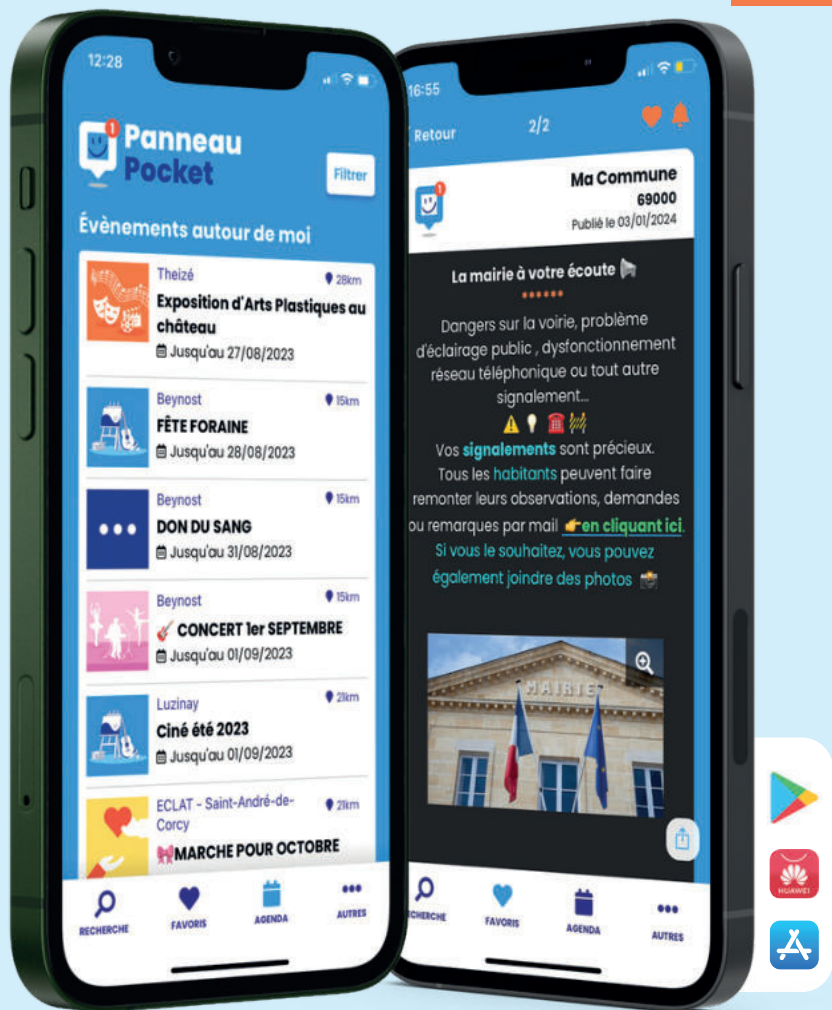 12:28
1
Panneau
Pocket
Filtrer
Évènements autour de moi
Theizé
28km
Exposition d'Arts Plastiques au
château
Jusqu'au 27/08/2023
Beynost
15km
FÊTE FORAINE
Jusqu'au 28/08/2023
Beynost
15km
DON DU SANG
Jusqu'au 31/08/2023
Beynost
15km
CONCERT 1er SEPTEMBRE
Jusqu'au 01/09/2023
Luzinay
21km
Ciné été 2023
Jusqu'au 01/09/2023
ECLAT - Saint-André-de-
Corcy
21km
MARCHE POUR OCTOBRE
RECHERCHE
FAVORIS
AGENDA
AUTRES
16:55
Retour
2/2
1
Ma Commune
69000
Publié le 03/01/2024
La mairie à votre écoute
Dangers sur la voirie, problème
d'éclairage public , dysfonctionnement
réseau téléphonique ou tout autre
signalement...
Vos signalements sont précieux.
Tous les habitants peuvent faire
remonter leurs observations, demandes
ou remarques par mail 👉en cliquant ici.
Si vous le souhaitez, vous pouvez
également joindre des photos
MAIRIE
CHERCHE
FAVORIS
AGENDA
AUTRES
HUAWEI